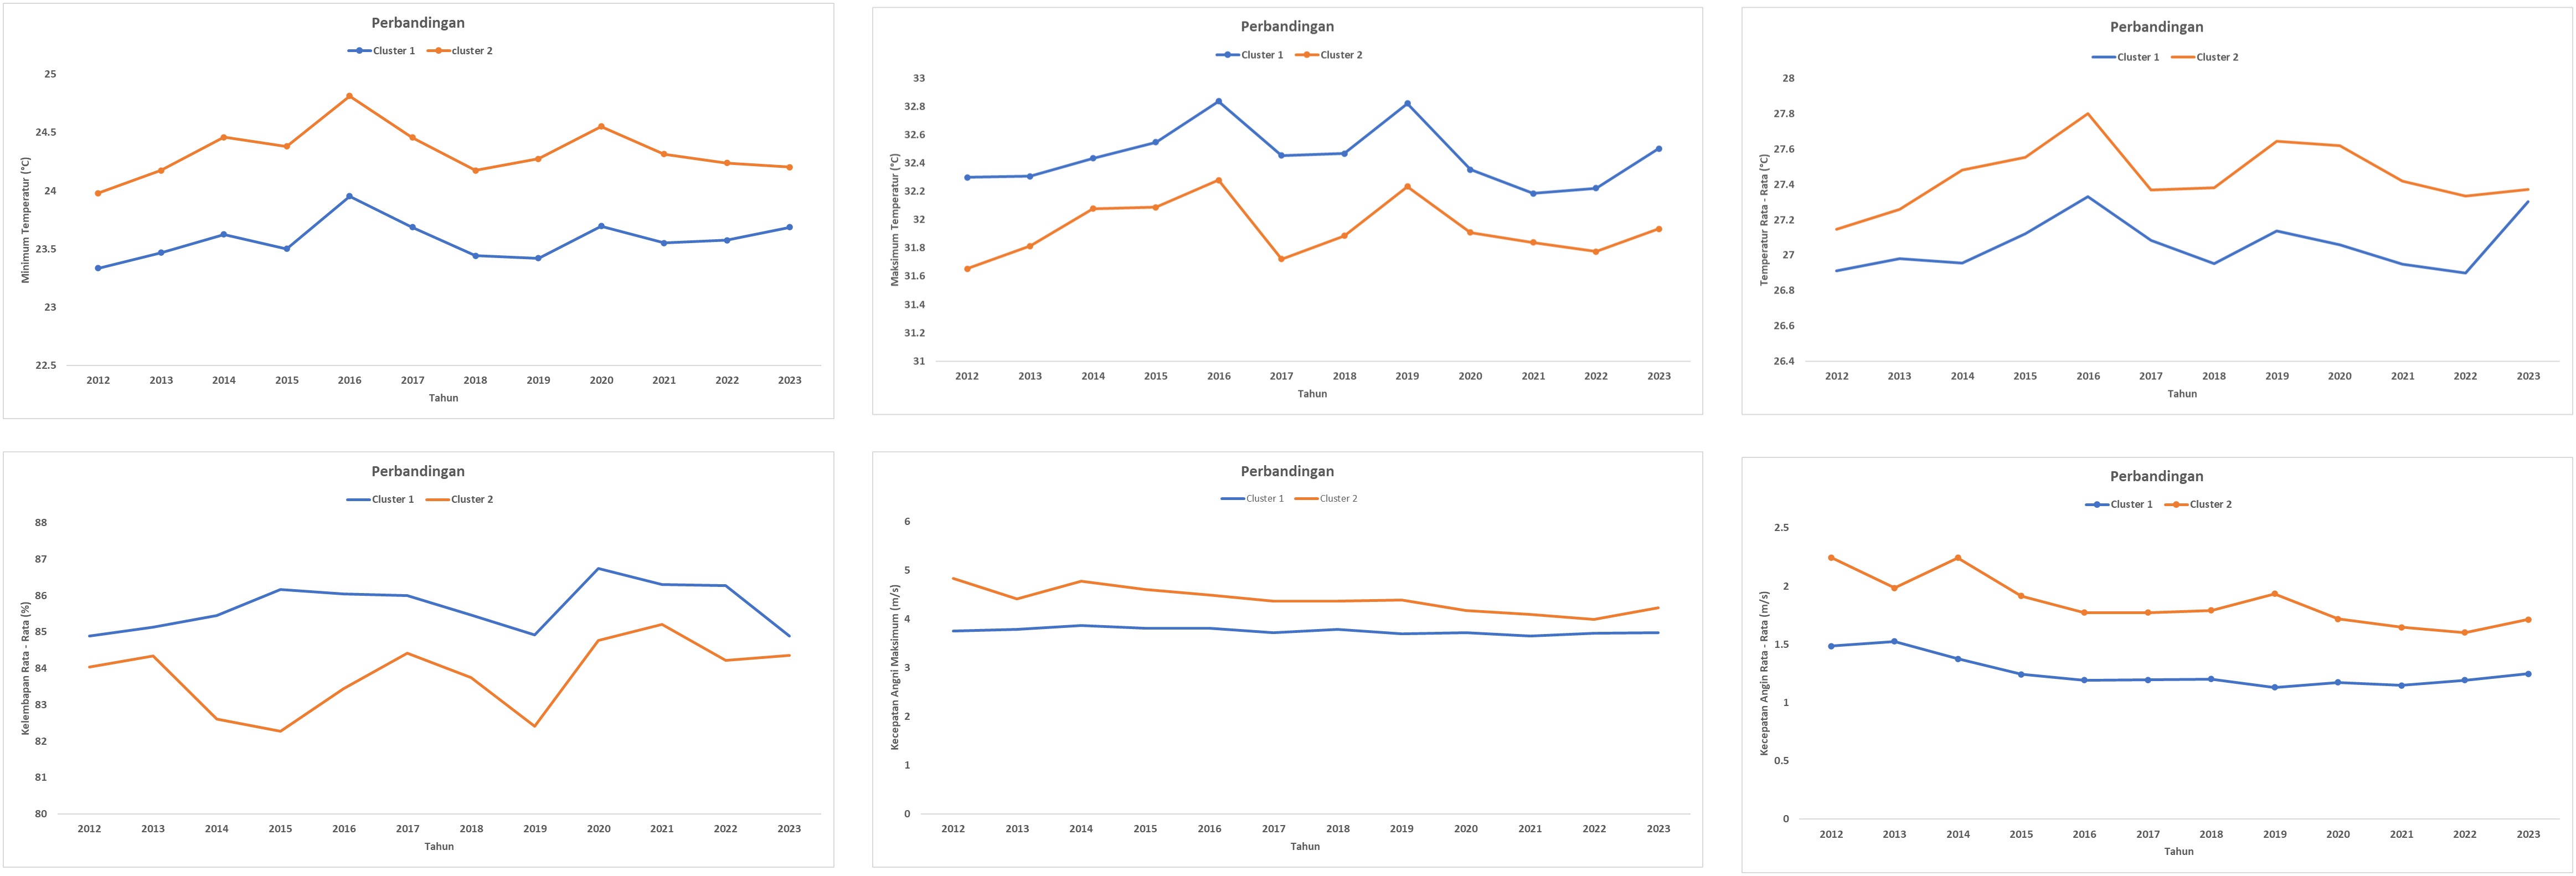 Perbandingan
Cluster 1 cluster 2
Minimum Temperatur (°C)
25
24.5
24
23.5
23
22.5
2012 2013 2014 2015 2016 2017 2018 2019 2020 2021 2022 2023
Tahun
Perbandingan
Cluster 1 Cluster 2
Maksimum Temperatur (°C)
33
32.8
32.6
32.4
32.2
32
31.8
31.6
31.4
31.2
31
2012 2013 2014 2015 2016 2017 2018 2019 2020 2021 2022 2023
Tahun
Perbandingan
Cluster 1 Cluster 2
Temperatur Rata - Rata (°C)
28
27.8
27.6
27.4
27.2
27
26.8
26.6
26.4
2012 2013 2014 2015 2016 2017 2018 2019 2020 2021 2022 2023
Tahun
Perbandingan
Cluster 1 Cluster 2
Kelembapan Rata - Rata (%)
88
87
86
85
84
83
82
81
80
2012 2013 2014 2015 2016 2017 2018 2019 2020 2021 2022 2023
Tahun
Perbandingan
Cluster 1 Cluster 2
Kecepatan Angni Maksimum (m/s)
6
5
4
3
2
1
0
2012 2013 2014 2015 2016 2017 2018 2019 2020 2021 2022 2023
Tahun
Perbandingan
Cluster 1 Cluster 2
Kecepatan Angin Rata - Rata (m/s)
2.5
2
1.5
1
0.5
0
2012 2013 2014 2015 2016 2017 2018 2019 2020 2021 2022 2023
Tahun